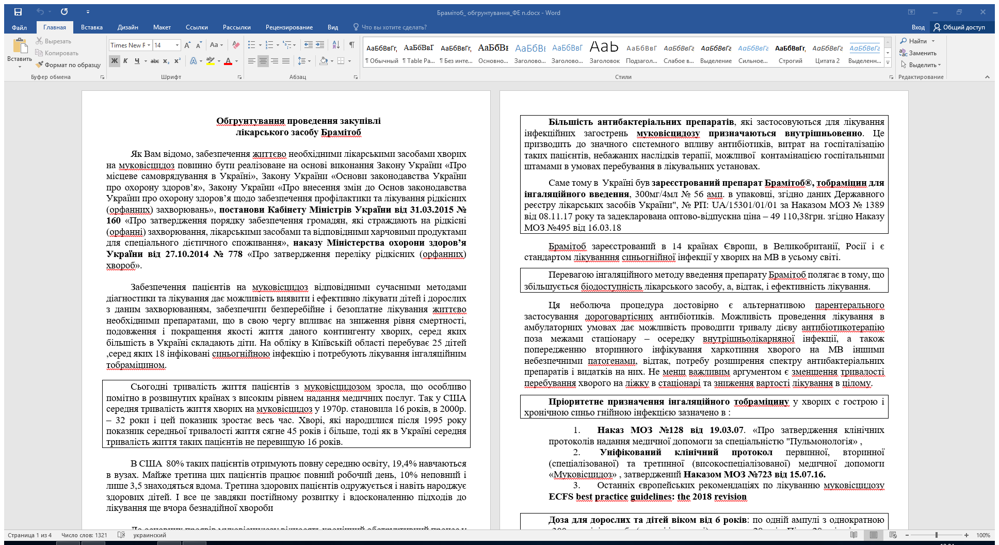 Брамітоб_ обгрунтування_ФЕ n.docx - Word
Файл Главная Вставка Дизайн Макет Ссылки Рассылки Рецензирование Вид Что вы хотите сделать? Вход Общий доступ
Вставить
Вырезать
Копировать
Формат по образцу
Буфер обмена
Times New R 14
Шрифт
Абзац
АаБбВвГг, АаБбВвГ АаБбВвГг, АаБбВв АаБбВв АаБбВвГ АаЬ АаБбВвГ АаБбВвГг АаБбВвГг АаБбВвГг АаБбВвГг, АаБбВвГг АаБбВвГг
¶ Обычный ¶ Table Pa... ¶ Без инте... Основно... Заголово... Заголово... Заголовок Подзагол... Слабое в... Выделение Сильное... Строгий Цитата 2 Выделенн...
Стили
Найти
Заменить
Выделить
Редактирование
Обгрунтування проведення закупівлі
лікарського засобу Брамітоб
Як Вам відомо, забезпечення життєво необхідними лікарськими засобами хворих
на муковісцидоз повинно бути реалізоване на основі виконання Закону України «Про
місцеве самоврядування в Україні», Закону України «Основи законодавства України
про охорону здоров’я», Закону України «Про внесення змін до Основ законодавства
України про охорону здоров’я щодо забезпечення профілактики та лікування рідкісних
(орфанних) захворювань», постанови Кабінету Міністрів України від 31.03.2015 №
160 «Про затвердження порядку забезпечення громадян, які страждають на рідкісні
(орфанні) захворювання, лікарськими засобами та відповідними харчовими продуктами
для спеціального дієтичного споживання», наказу Міністерства охорони здоров’я
України від 27.10.2014 № 778 «Про затвердження переліку рідкісних (орфанних)
хвороб».
Забезпечення пацієнтів на муковісцидоз відповідними сучасними методами
діагностики та лікування дає можливість виявити і ефективно лікувати дітей і дорослих
з даним захворюванням, забезпечити безперебійне і безоплатне лікування життєво
необхідними препаратами, що в свою чергу впливає на зниження рівня смертності,
подовження і покращення якості життя даного контингенту хворих, серед яких
більшість в Україні складають діти. На обліку в Київській області перебуває 25 дітей
,серед яких 18 інфіковані синьогнійною інфекцію і потребують лікування інгаляційним
тобраміцином.
Сьогодні тривалість життя пацієнтів з муковісцидозом зросла, що особливо
помітно в розвинутих країнах з високим рівнем надання медичних послуг. Так у США
середня тривалість життя хворих на муковісцидоз у 1970р. становила 16 років, в 2000р.
– 32 роки і цей показник зростає весь час. Хворі, які народилися після 1995 року
показник середньої тривалості життя сягне 45 років і більше, тоді як в Україні середня
тривалість життя таких пацієнтів не перевищую 16 років.
В США 80% таких пацієнтів отримують повну середню освіту, 19,4% навчаються
в вузах. Майже третина цих пацієнтів працює повний робочий день, 10% неповний і
лише 3,5 знаходяться вдома. Третина здорових пацієнтів одружується і навіть народжує
здорових дітей. І все це завдяки постійному розвитку і вдосконаленню підходів до
лікування ще вчора безнадійної хвороби
До основних проявів муковісцидозу відносять хронічний обструктивний процес у
Більшість антибактеріальних препаратів, які застосовуються для лікування
інфекційних загострень муковісцидозу призначаються внутрішньовенно. Це
призводить до значного системного впливу антибіотиків, витрат на госпіталізацію
таких пацієнтів, небажаних наслідків терапії, можливої контамінацією госпітальними
штамами в умовах перебування в лікувальних установах.
Саме тому в Україні був зареєстрований препарат Брамітоб®, тобраміцин для
інгаляційного введення, 300мг/4мл № 56 амп. в упаковці, згідно даних Державного
реєстру лікарських засобів України", № РП: UA/15301/01/01 за Наказом МОЗ № 1389
від 08.11.17 року та задекларована оптово-відпускна ціна – 49 110,38грн. згідно Наказу
МОЗ №495 від 16.03.18
Брамітоб зареєстрований в 14 країнах Європи, в Великобританії, Росії і є
стандартом лікуванння синьогнійної інфекції у хворих на МВ в усьому світі.
Перевагою інгаляційного методу введення препарату Брамітоб полягає в тому, що
збільшується біодоступність лікарського засобу, а, відтак, і ефективність лікування.
Ця неболюча процедура достовірно є альтернативою парентерального
застосування дороговартісних антибіотиків. Можливість проведення лікування в
амбулаторних умовах дає можливість проводити тривалу дієву антибіотикотерапію
поза межами стаціонару – осередку внутрішньолікарняної інфекції, а також
попередженню вторинного інфікування харкотиння хворого на МВ іншими
небезпечними патогенами, відтак, потребу розширення спектру антибактеріальних
препаратів і видатків на них. Не менш важливим аргументом є зменшення тривалості
перебування хворого на ліжку в стаціонарі та зниження вартості лікування в цілому.
Пріоритетне призначення інгаляційного тобраміцину у хворих с гострою і
хронічною синьо гнійною інфекцією зазначено в :
1. Наказ МОЗ №128 від 19.03.07. «Про затвердження клінічних
протоколів надання медичної допомоги за спеціальністю "Пульмонологія» ,
2. Уніфікований клінічний протокол первинної, вторинної
(спеціалізованої) та третинної (високоспеціалізованої) медичної допомоги
«Муковісцидоз» , затверджений Наказом МОЗ №723 від 15.07.16.
3. Останніх європейських рекомендаціях по лікуванню муковісцидозу
ECFS best practice guidelines: the 2018 revision
Доза для дорослих та дітей віком від 6 років: по одній ампулі з однократною
Страница 1 из 4 Число слов: 1321 украинский 100%